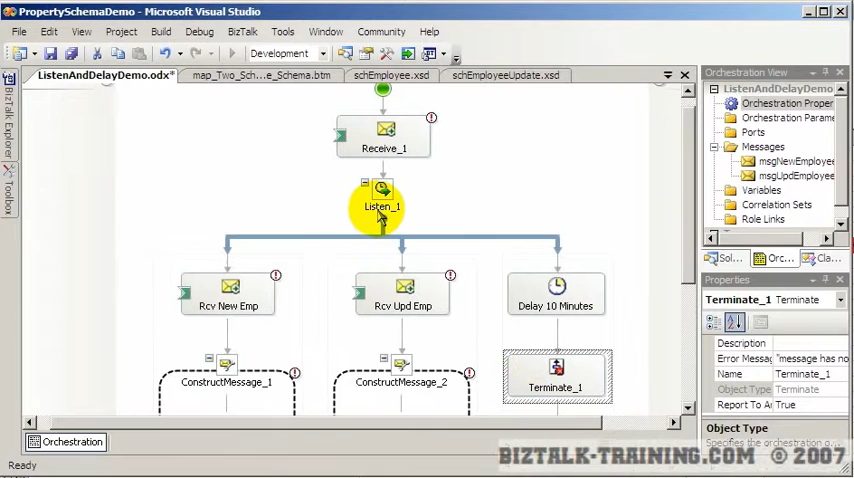 PropertySchemaDemo - Microsoft Visual Studio
File Edit View Project Build Debug BizTalk Tools Window Community Help
Development
ListenAndDelayDemo.odx* map_Two_Sch...e_Schema.btm schEmployee.xsd schEmployeeUpdate.xsd
BizTalk Explorer
Toolbox
Receive_1
Listen_1
Rcv New Emp Rcv Upd Emp Delay 10 Minutes
ConstructMessage_1 ConstructMessage_2 Terminate_1
Orchestration
Orchestration View
ListenAndDelayDemo.
Orchestration Proper
Orchestration Parame
Ports
Messages
msgNewEmployee
msgUpdEmployee
Variables
Correlation Sets
Role Links
Sol... Orc... Cla...
Properties
Terminate_1 Terminate
Description
Error Messag "message has no
Name Terminate_1
Object Type Terminate
Report To Ar True
Object Type
Specifies the orchestration o
Ready
BIZTALK-TRAINING.COM © 2007